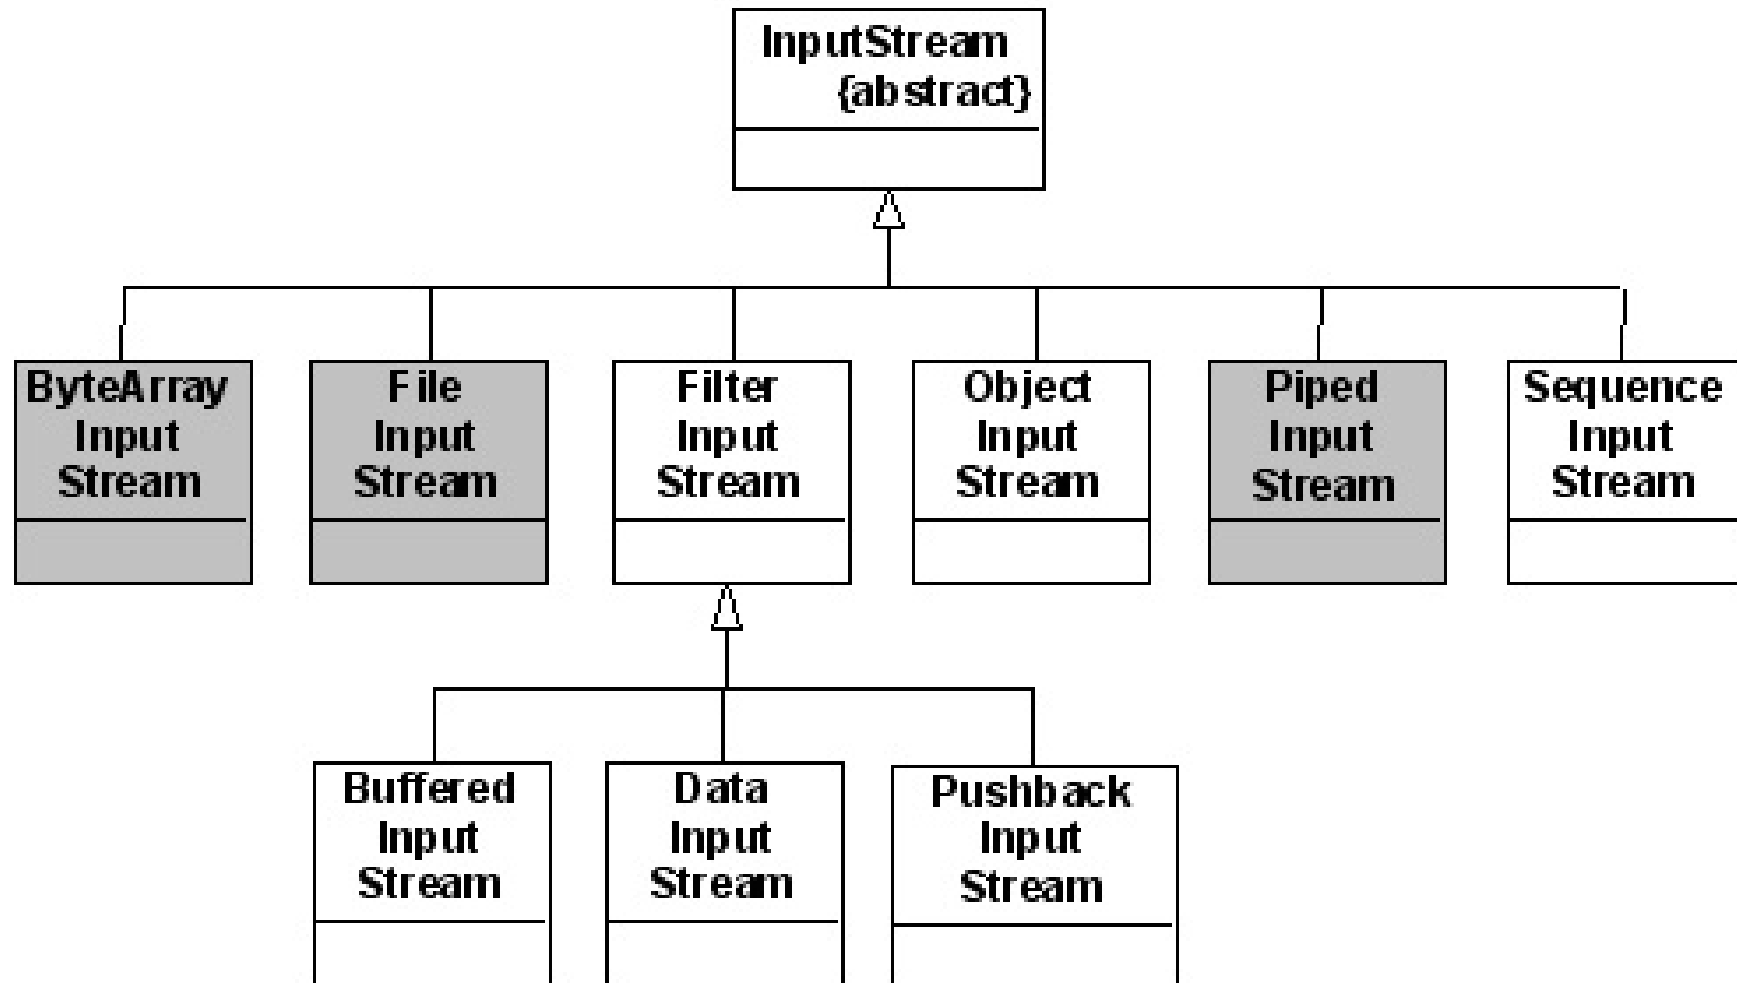 InputStream
{abstract}
ByteArray
Input
Stream
File
Input
Stream
Filter
Input
Stream
Object
Input
Stream
Piped
Input
Stream
Sequence
Input
Stream
Buffered
Input
Stream
Data
Input
Stream
Pushback
Input
Stream